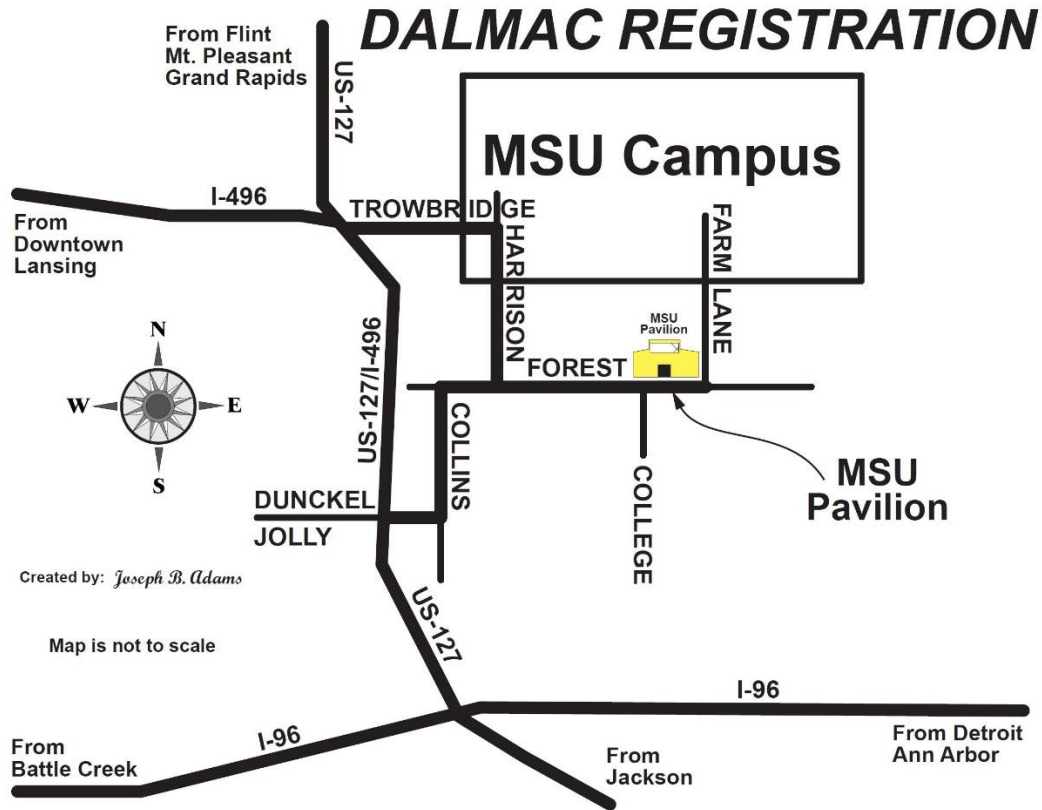 DALMAC REGISTRATION
From Flint
Mt. Pleasant
Grand Rapids
US-127
MSU Campus
I-496
TROWBRIDGE
From
Downtown
Lansing
HARRISON
FARM LANE
MSU
Pavilion
FOREST
N
W
E
S
US-127/I-496
COLLINS
COLLEGE
MSU
Pavilion
DUNCKEL
JOLLY
Created by: Joseph B. Adams
US-127
Map is not to scale
I-96
I-96
From
Battle Creek
From
Jackson
From Detroit
Ann Arbor